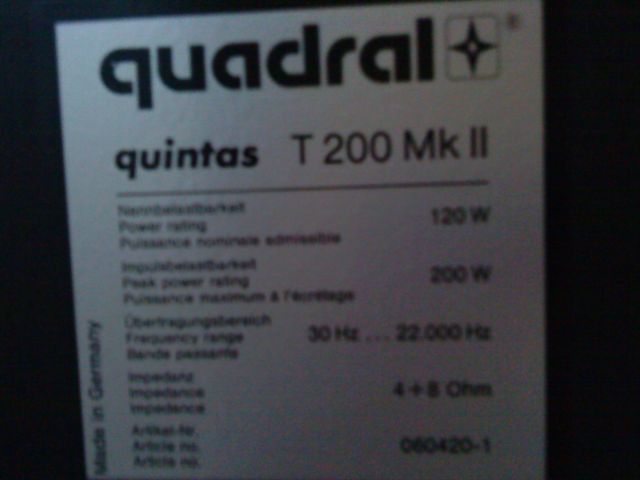 quadral ®
quintas T 200 Mk II
Nennbelastbarkeit
Power rating 120 W
Puissance nominale admissible
Impulsbelastbarkeit
Peak power rating 200 W
Puissance maximum à l'écrêtage
Übertragungsbereich
Frequency range 30 Hz ... 22.000 Hz
Bande passante
Impedanz
Impedance 4÷8 Ohm
Impedance
Artikel-Nr.
Article no. 060420-1
Article no.
Made in Germany